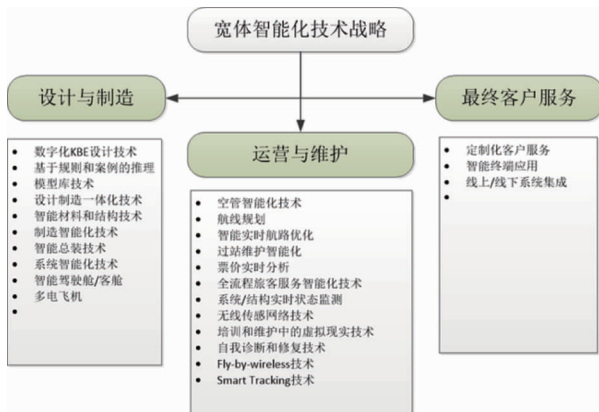 宽体智能化技术战略
设计与制造
最终客户服务
运营与维护
• 数字化KBE设计技术
• 基于规则和案例的推理
• 模型库技术
• 设计制造一体化技术
• 智能材料和结构技术
• 制造智能化技术
• 智能总装技术
• 系统智能化技术
• 智能驾驶舱/客舱
• 多电飞机
•
• 空管智能化技术
• 航线规划
• 智能实时航路优化
• 过站维护智能化
• 票价实时分析
• 全流程旅客服务智能化技术
• 系统/结构实时状态监测
• 无线传感网络技术
• 培训和维护中的虚拟现实技术
• 自我诊断和修复技术
• Fly-by-wireless技术
• Smart Tracking技术
• 定制化客户服务
• 智能终端应用
• 线上/线下系统集成
•